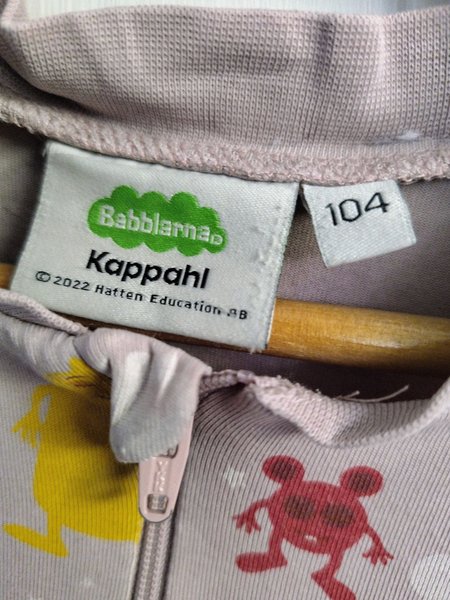 Babblarna
Kappahl
© 2022 Hatten Education AB
104